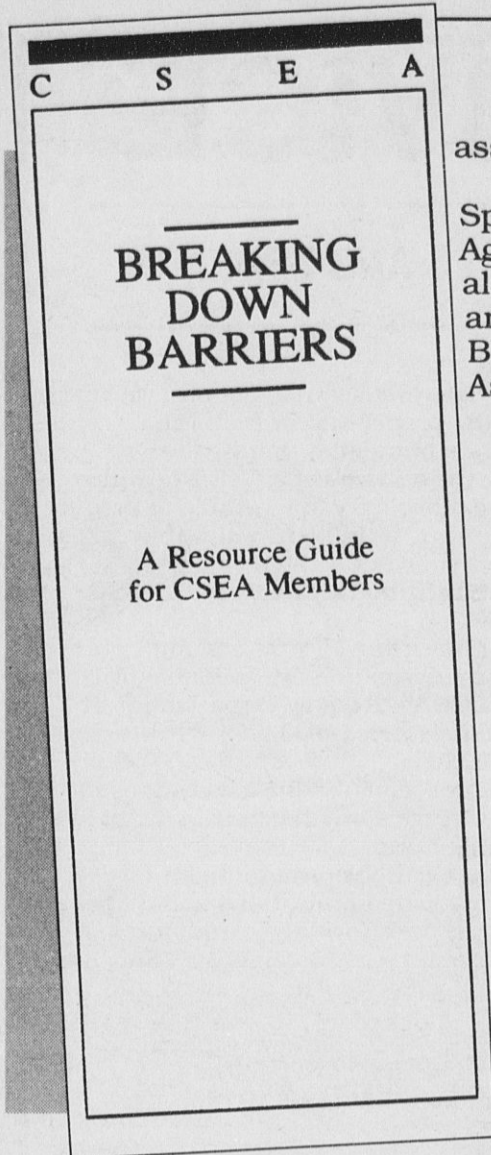 C S E A
BREAKING
DOWN
BARRIERS
A Resource Guide
for CSEA Members